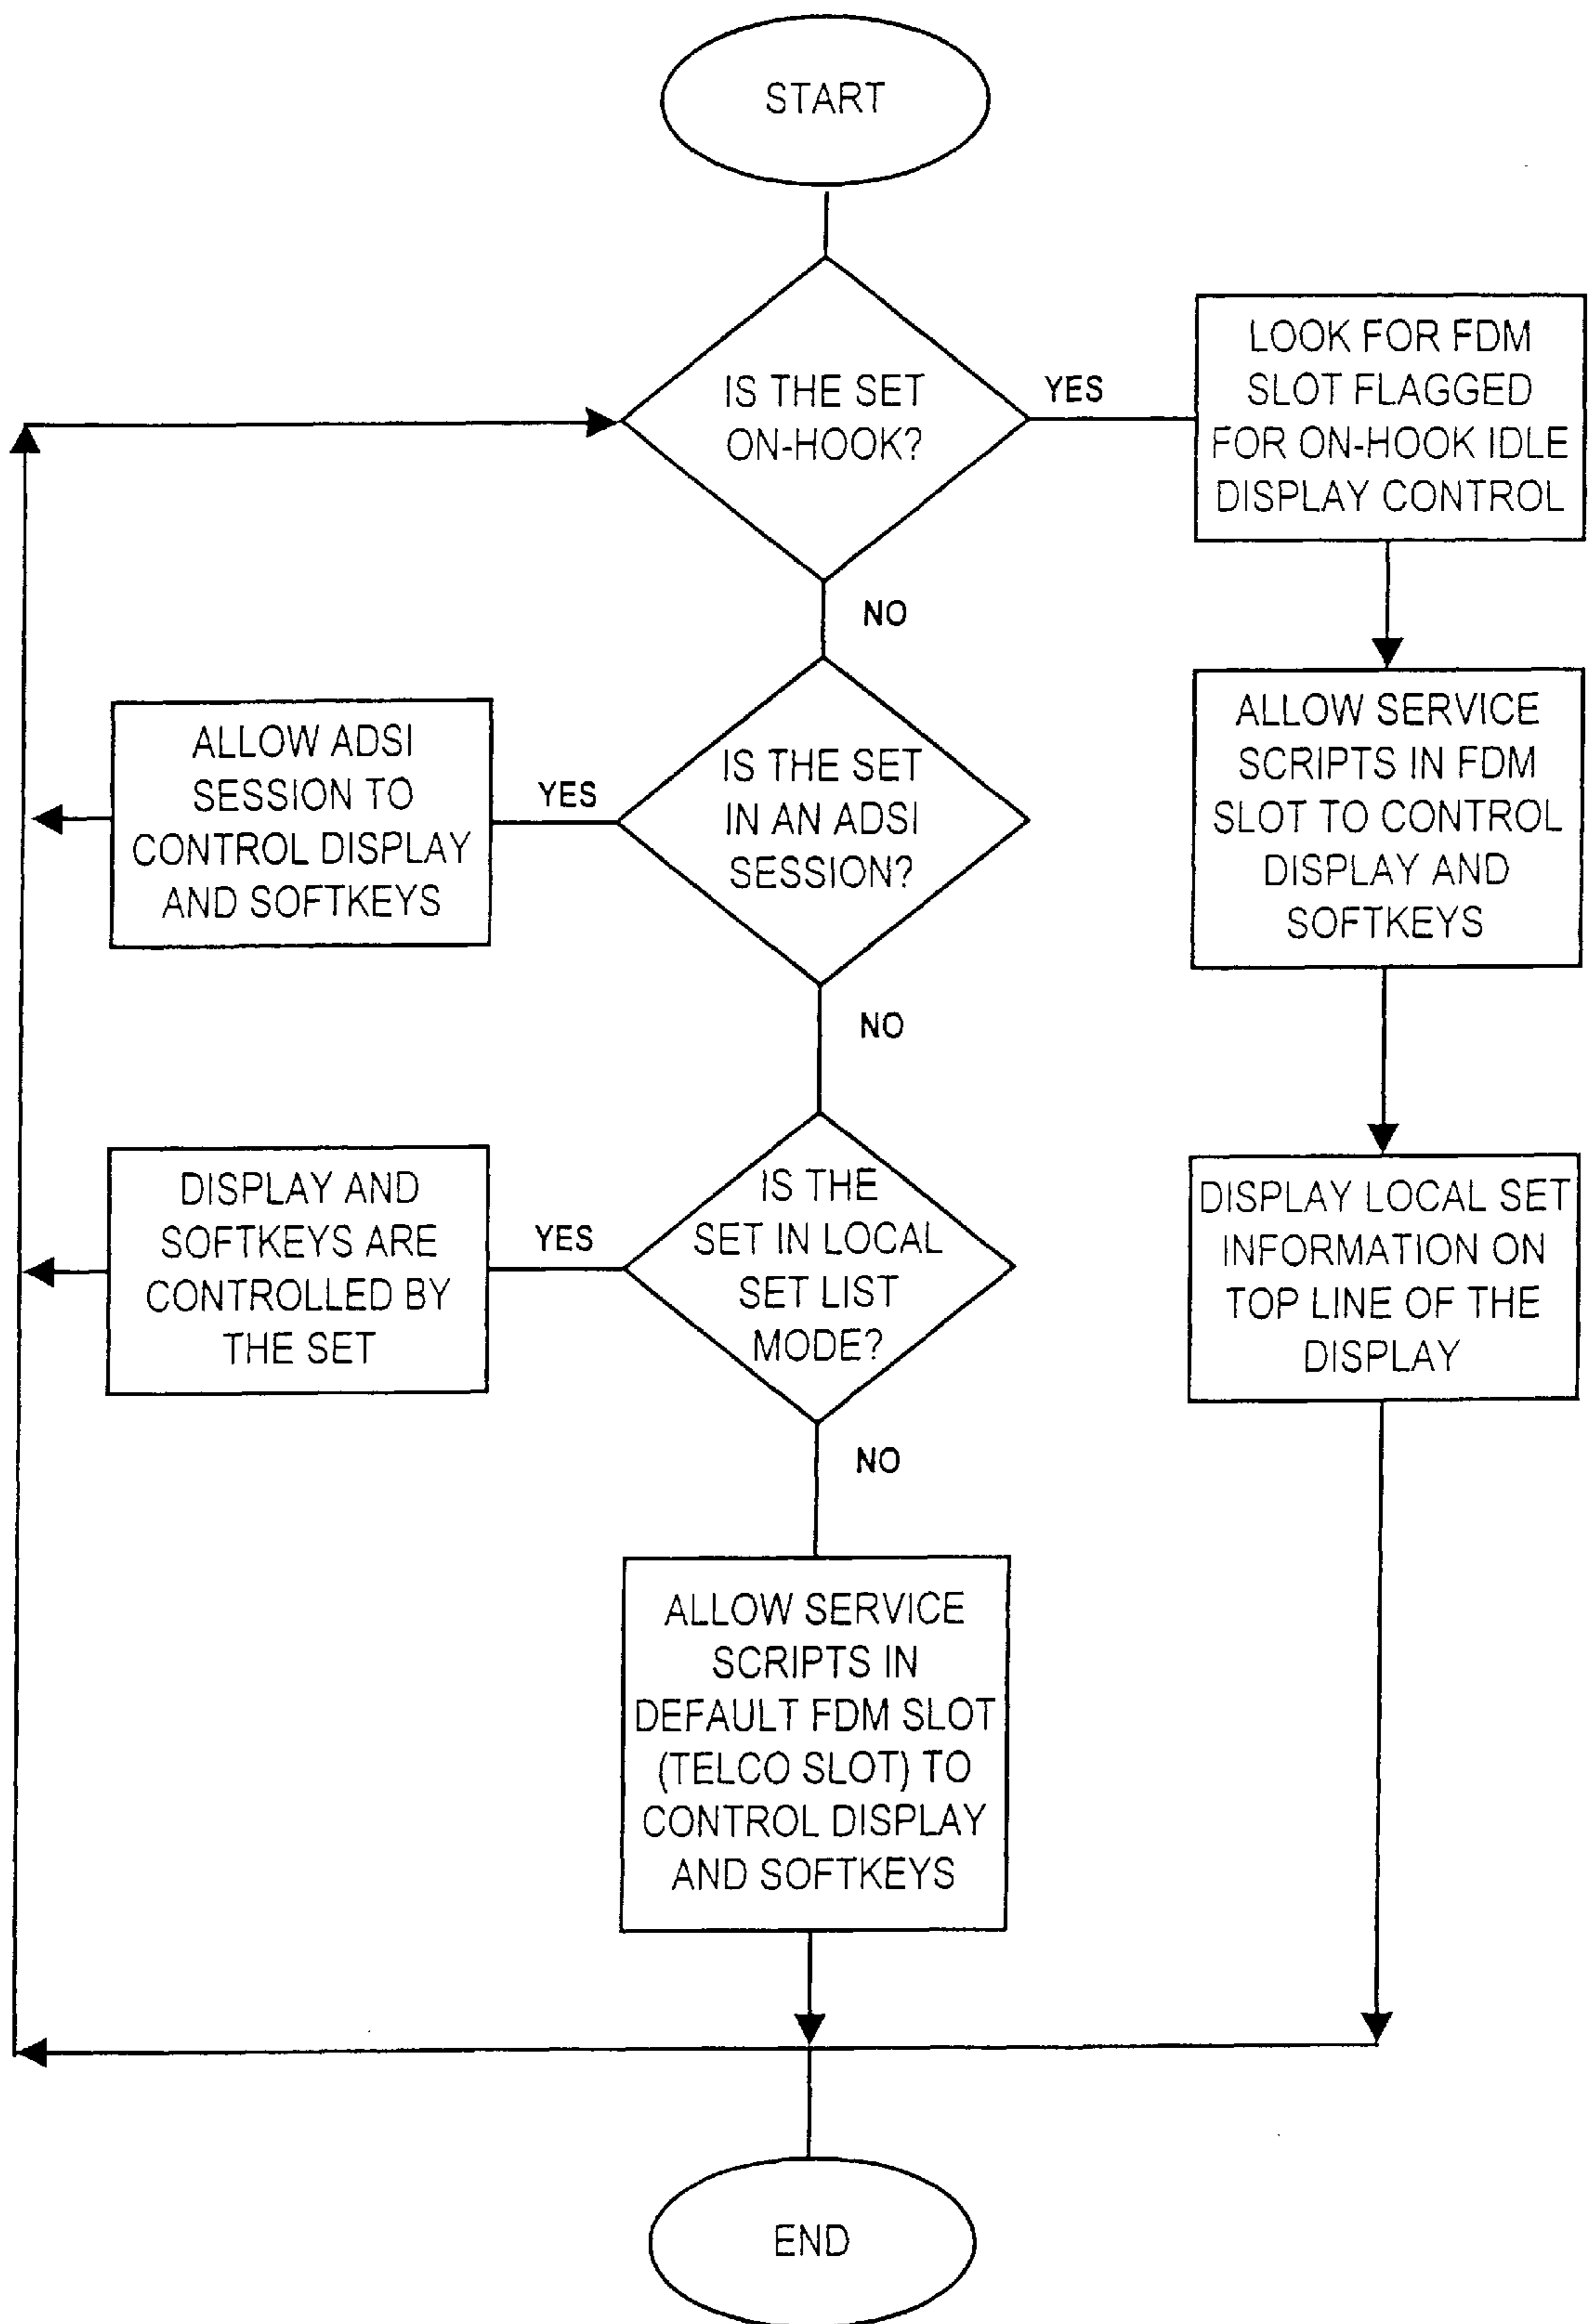 START
IS THE SET
ON-HOOK?
YES
LOOK FOR FDM
SLOT FLAGGED
FOR ON-HOOK IDLE
DISPLAY CONTROL
NO
ALLOW ADSI
SESSION TO
CONTROL DISPLAY
AND SOFTKEYS
YES
IS THE SET
IN AN ADSI
SESSION?
ALLOW SERVICE
SCRIPTS IN FDM
SLOT TO CONTROL
DISPLAY AND
SOFTKEYS
NO
DISPLAY AND
SOFTKEYS ARE
CONTROLLED BY
THE SET
YES
IS THE
SET IN LOCAL
SET LIST
MODE?
DISPLAY LOCAL SET
INFORMATION ON
TOP LINE OF THE
DISPLAY
NO
ALLOW SERVICE
SCRIPTS IN
DEFAULT FDM SLOT
(TELCO SLOT) TO
CONTROL DISPLAY
AND SOFTKEYS
END